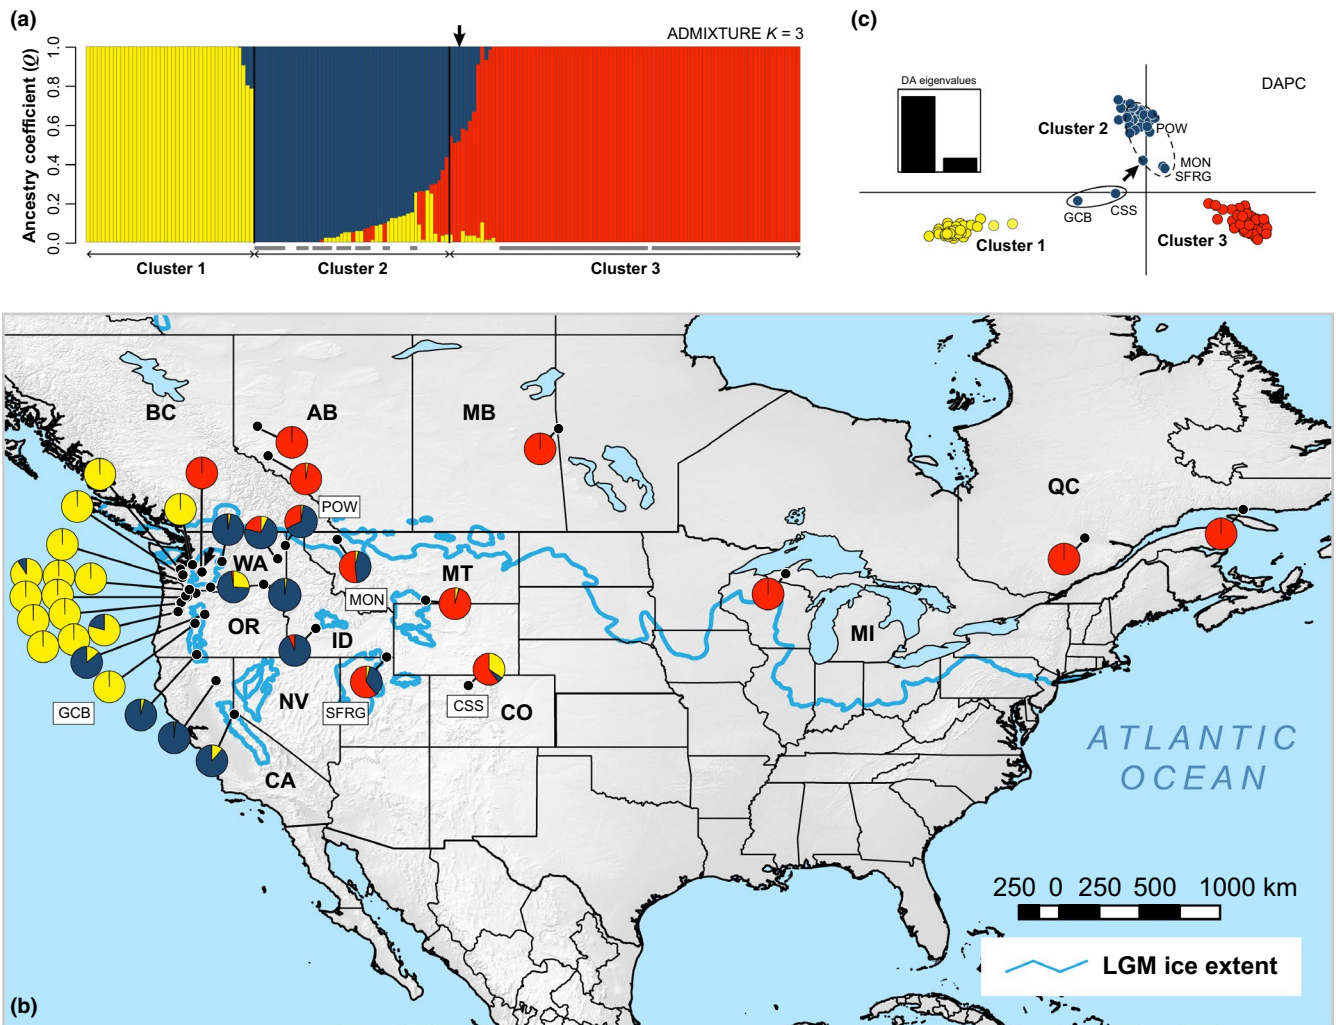 (a)
ADMIXTURE K = 3
Ancestry coefficient (Q)
1.0
0.8
0.6
0.4
0.2
0.0
Cluster 1
Cluster 2
Cluster 3
(c)
DA eigenvalues
DAPC
Cluster 2
POW
MON
SFRG
GCB
CSS
Cluster 1
Cluster 3
BC
AB
MB
QC
POW
WA
MON
MT
OR
ID
MI
GCB
NV
SFRG
CSS
CO
CA
ATLANTIC
OCEAN
250 0 250 500 1000 km
LGM ice extent
(b)